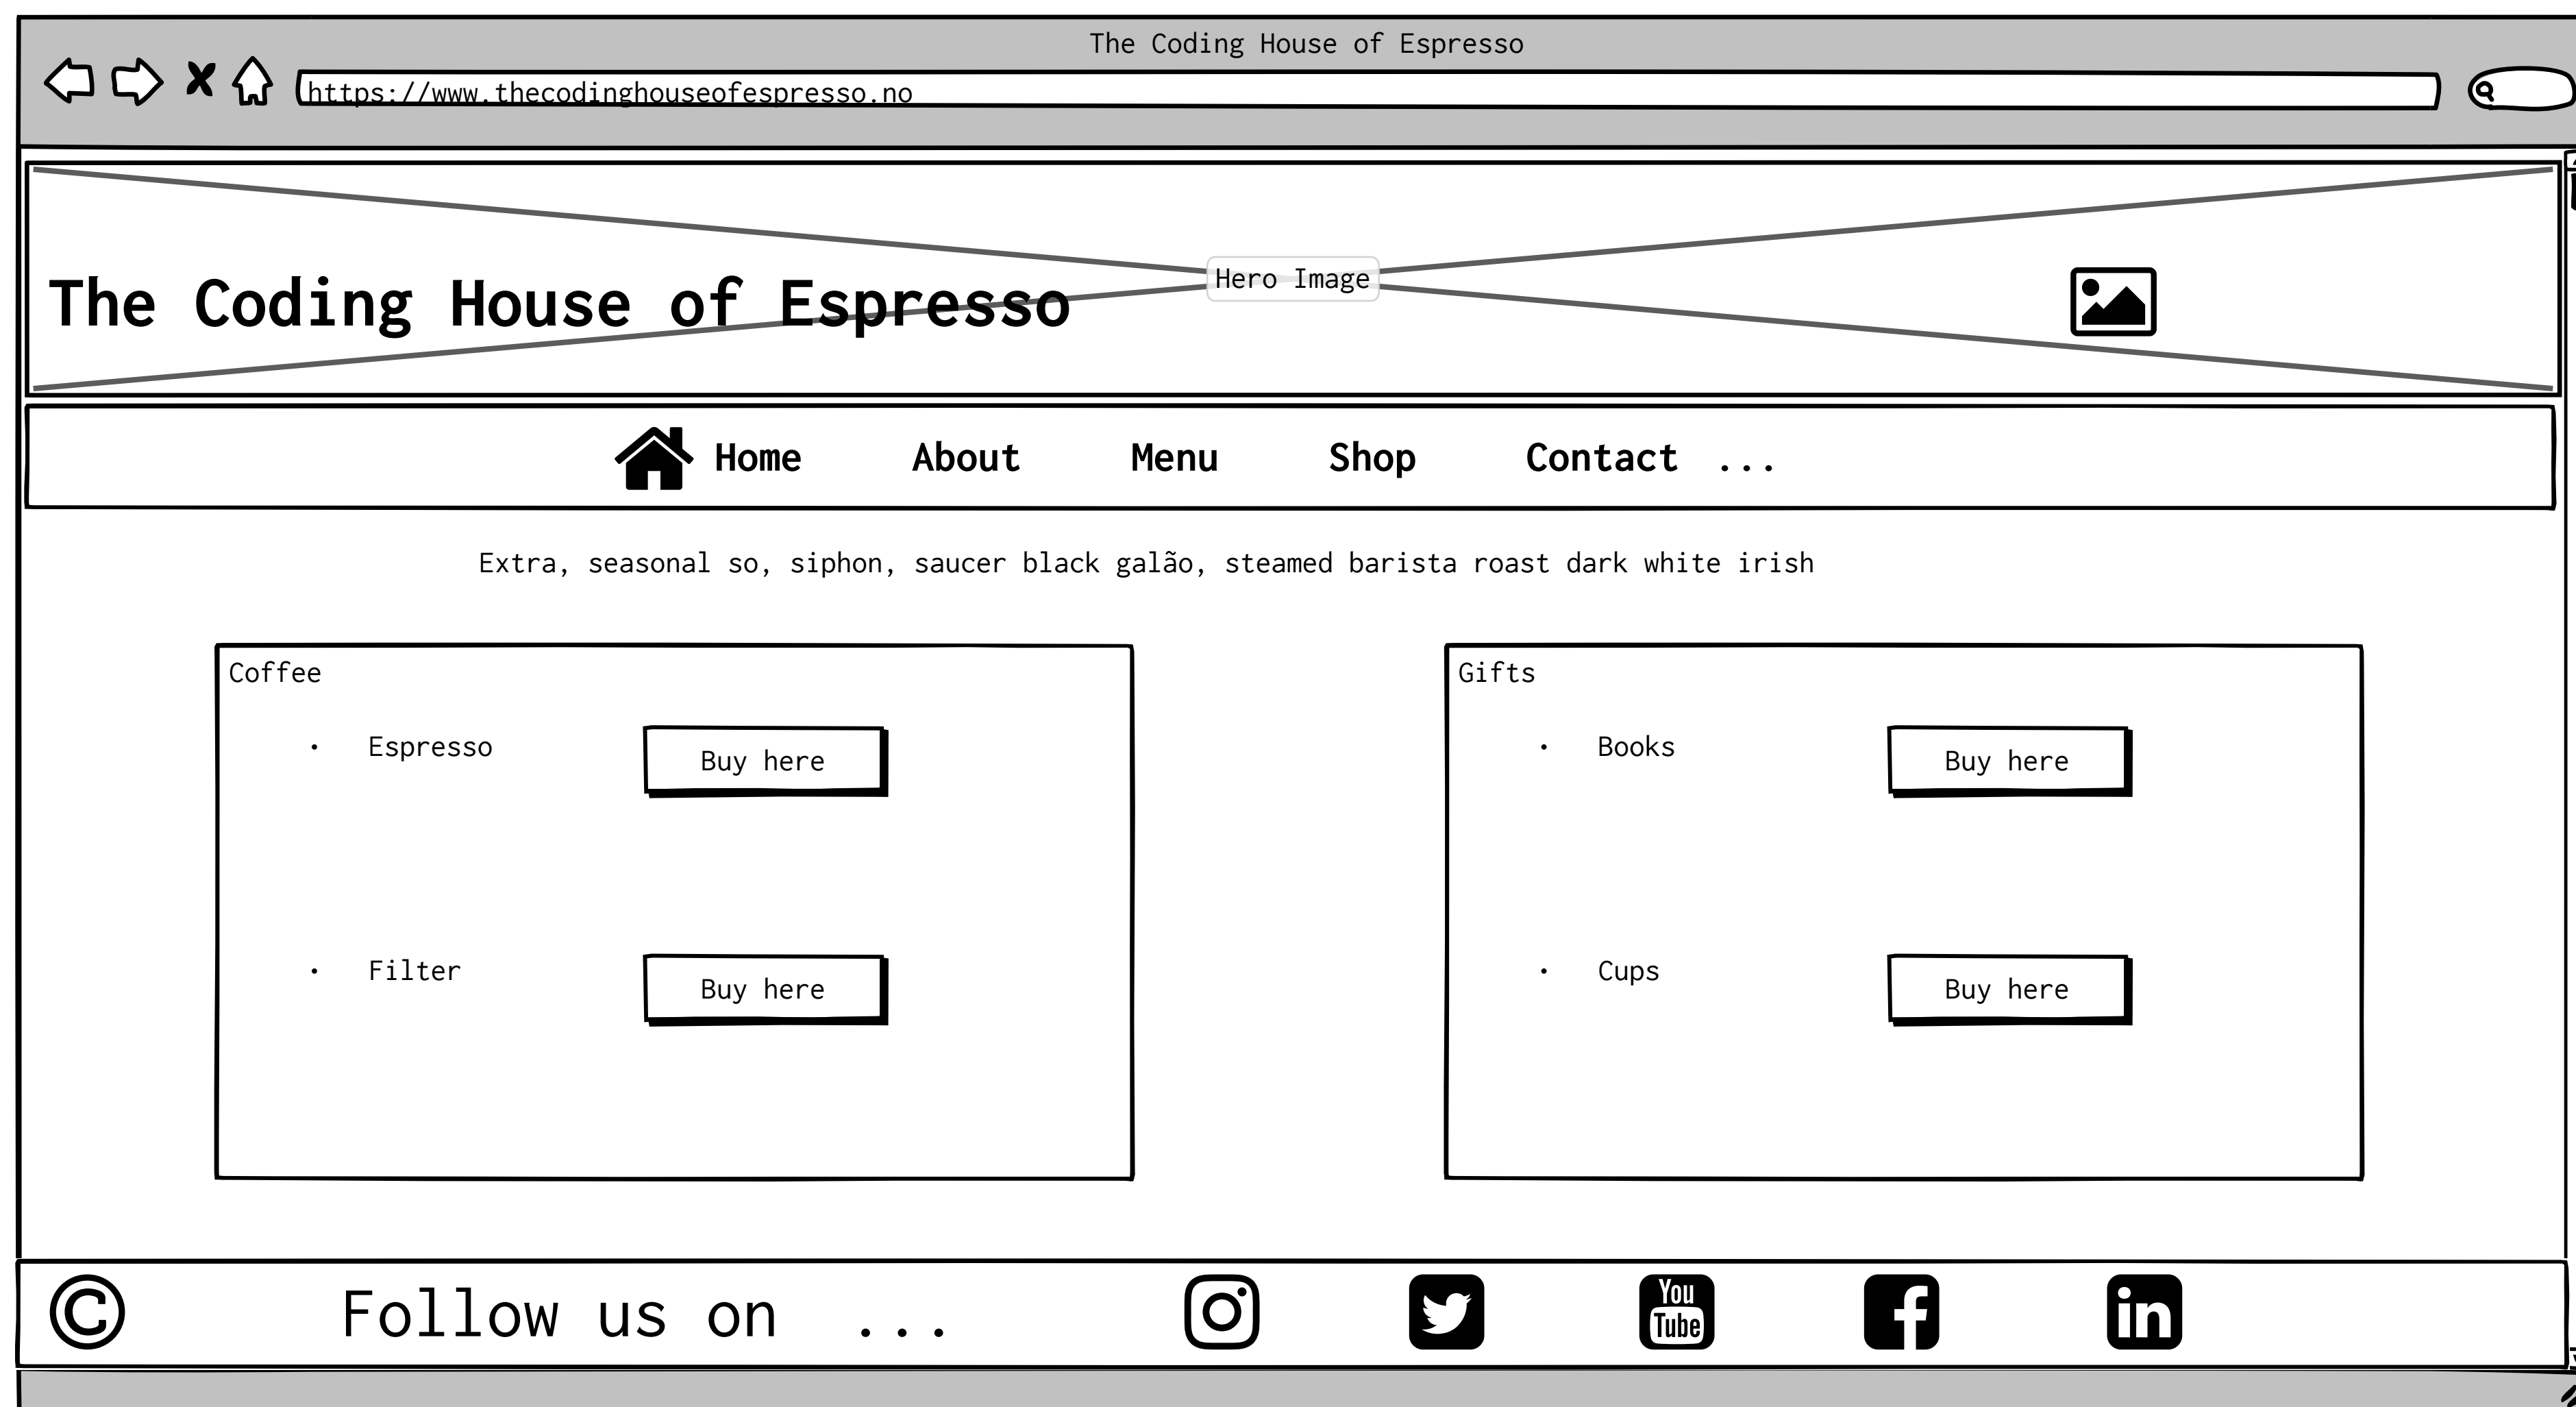 The Coding House of Espresso
https://www.thecodinghouseofespresso.no
Hero Image
The Coding House of Espresso
Home About Menu Shop Contact ...
Extra, seasonal so, siphon, saucer black galão, steamed barista roast dark white irish
Coffee
• Espresso
Buy here
• Filter
Buy here
Gifts
• Books
Buy here
• Cups
Buy here
© Follow us on ...
You
Tube
f
in